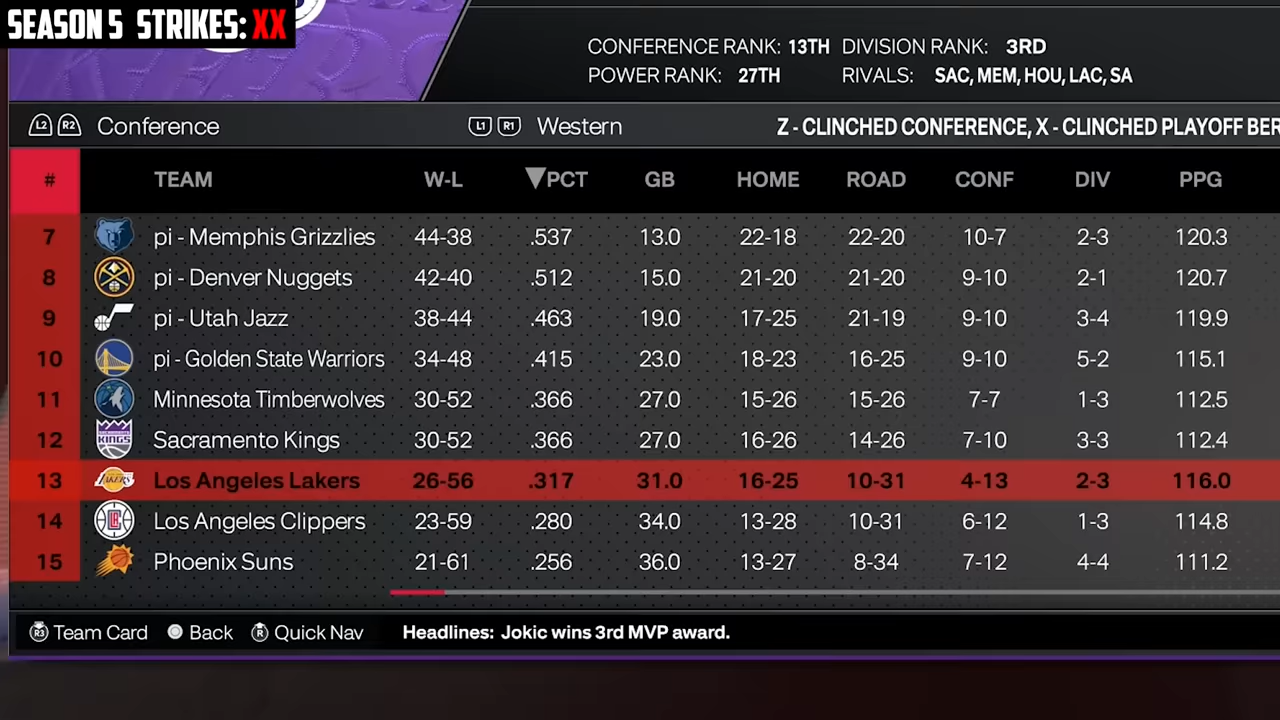 SEASON 5 STRIKES: XX
CONFERENCE RANK: 13TH DIVISION RANK: 3RD
POWER RANK: 27TH RIVALS: SAC, MEM, HOU, LAC, SA
L2 R2 Conference L1 R1 Western Z - CLINCHED CONFERENCE, X - CLINCHED PLAYOFF BER
# TEAM W-L PCT GB HOME ROAD CONF DIV PPG
7 pi - Memphis Grizzlies 44-38 .537 13.0 22-18 22-20 10-7 2-3 120.3
8 pi - Denver Nuggets 42-40 .512 15.0 21-20 21-20 9-10 2-1 120.7
9 pi - Utah Jazz 38-44 .463 19.0 17-25 21-19 9-10 3-4 119.9
10 pi - Golden State Warriors 34-48 .415 23.0 18-23 16-25 9-10 5-2 115.1
11 Minnesota Timberwolves 30-52 .366 27.0 15-26 15-26 7-7 1-3 112.5
12 KINGS Sacramento Kings 30-52 .366 27.0 16-26 14-26 7-10 3-3 112.4
13 LAKERS Los Angeles Lakers 26-56 .317 31.0 16-25 10-31 4-13 2-3 116.0
14 Los Angeles Clippers 23-59 .280 34.0 13-28 10-31 6-12 1-3 114.8
15 Phoenix Suns 21-61 .256 36.0 13-27 8-34 7-12 4-4 111.2
R3 Team Card Back R Quick Nav Headlines: Jokic wins 3rd MVP award.